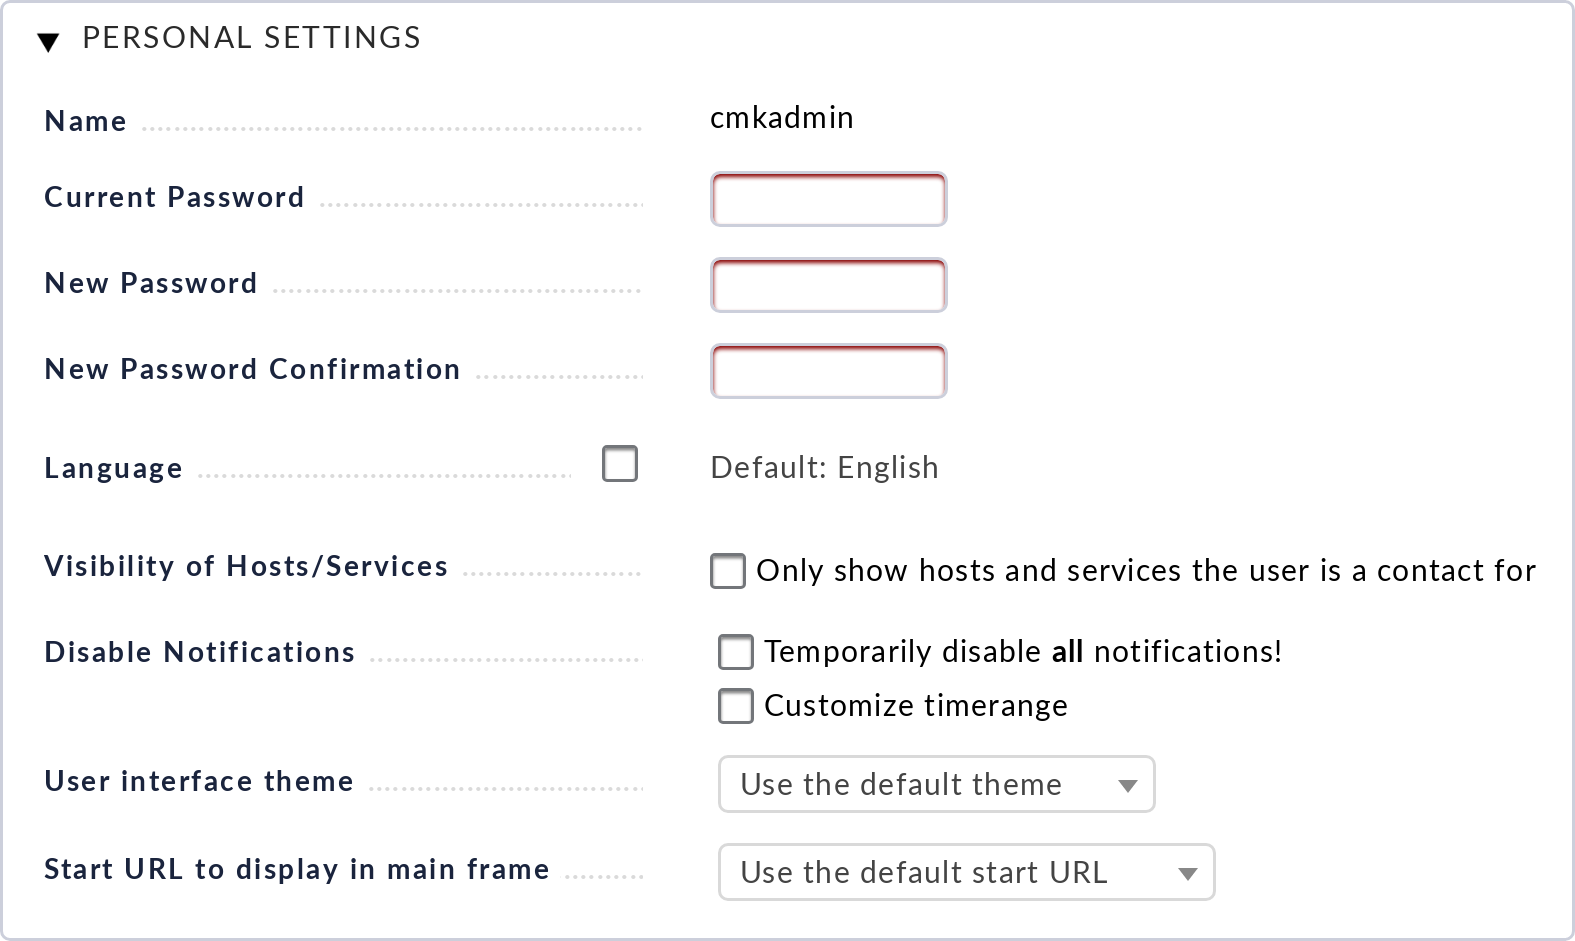 PERSONAL SETTINGS
Name cmkadmin
Current Password
New Password
New Password Confirmation
Language Default: English
Visibility of Hosts/Services Only show hosts and services the user is a contact for
Disable Notifications Temporarily disable all notifications!
Customize timerange
User interface theme Use the default theme
Start URL to display in main frame Use the default start URL